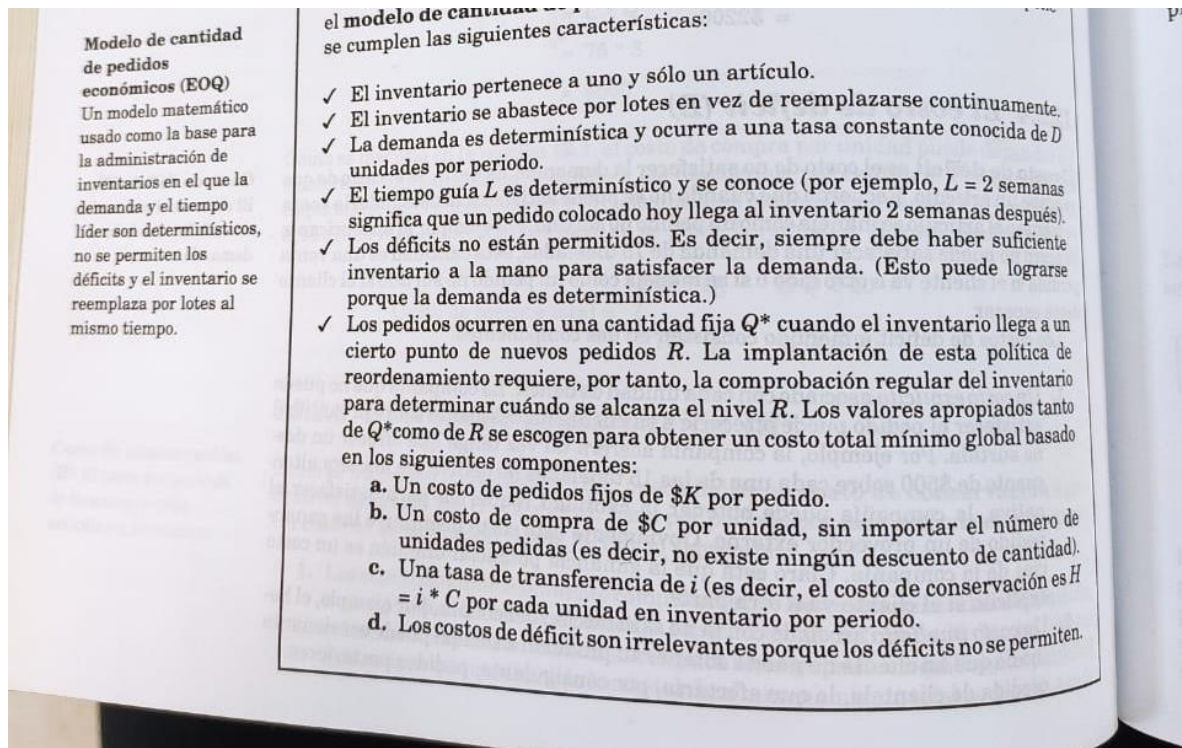 Modelo de cantidad
de pedidos
económicos (EOQ)
Un modelo matemático
usado como la base para
la administración de
inventarios en el que la
demanda y el tiempo
líder son determinísticos,
no se permiten los
déficits y el inventario se
reemplaza por lotes al
mismo tiempo.
el modelo de cantidad
se cumplen las siguientes características:
✓ El inventario pertenece a uno y sólo un artículo.
✓ El inventario se abastece por lotes en vez de reemplazarse continuamente.
✓ La demanda es determinística y ocurre a una tasa constante conocida de D
unidades por periodo.
✓ El tiempo guía L es determinístico y se conoce (por ejemplo, L = 2 semanas
significa que un pedido colocado hoy llega al inventario 2 semanas después).
✓ Los déficits no están permitidos. Es decir, siempre debe haber suficiente
inventario a la mano para satisfacer la demanda. (Esto puede lograrse
porque la demanda es determinística.)
✓ Los pedidos ocurren en una cantidad fija Q* cuando el inventario llega a un
cierto punto de nuevos pedidos R. La implantación de esta política de
reordenamiento requiere, por tanto, la comprobación regular del inventario
para determinar cuándo se alcanza el nivel R. Los valores apropiados tanto
de Q*como de R se escogen para obtener un costo total mínimo global basado
en los siguientes componentes:
a. Un costo de pedidos fijos de $K por pedido.
b. Un costo de compra de $C por unidad, sin importar el número de
unidades pedidas (es decir, no existe ningún descuento de cantidad).
c. Una tasa de transferencia de i (es decir, el costo de conservación es H
= i * C por cada unidad en inventario por periodo.
d. Los costos de déficit son irrelevantes porque los déficits no se permiten.